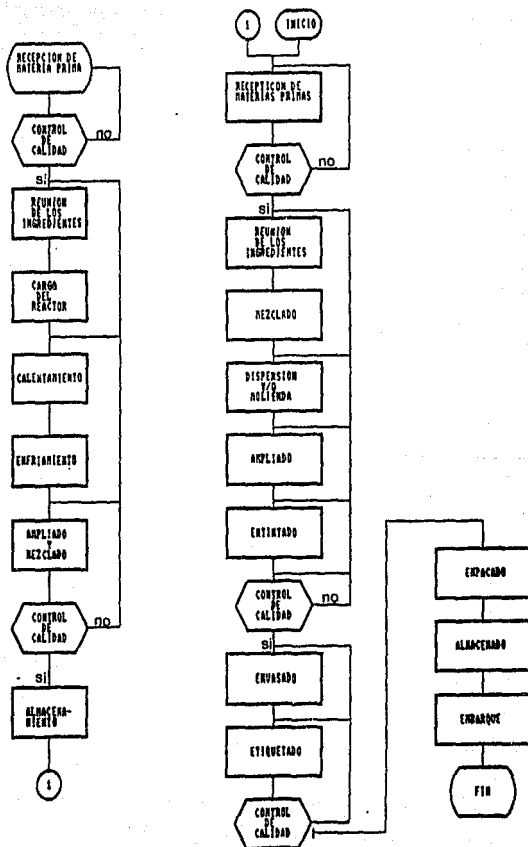 RECEPCION DE
MATERIA PRIMA
CONTROL
DE
CALIDAD
no
si
REUNION
DE LOS
INGREDIENTES
CARGA
DEL
REACTOR
CALENTAMIENTO
ENFRIAMIENTO
AMPLIADO
Y
MEZCLADO
CONTROL
DE
CALIDAD
no
si
ALMACENA-
MIENTO
1
1
INICIO
RECEPTICON DE
MATERIAS PRIMAS
CONTROL
DE
CALIDAD
no
si
REUNION
DE LOS
INGREDIENTES
MEZCLADO
DISPERSION
Y/O
MOLIENDA
AMPLIADO
ENTINTADO
CONTROL
DE
CALIDAD
no
si
ENVASADO
ETIQUETADO
CONTROL
DE
CALIDAD
EMPACADO
ALMACENADO
EMBARQUE
FIN